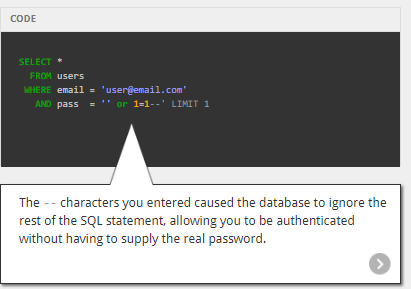 CODE
SELECT *
FROM users
WHERE email = 'user@email.com'
AND pass = '' or 1=1--' LIMIT 1
The -- characters you entered caused the database to ignore the
rest of the SQL statement, allowing you to be authenticated
without having to supply the real password.